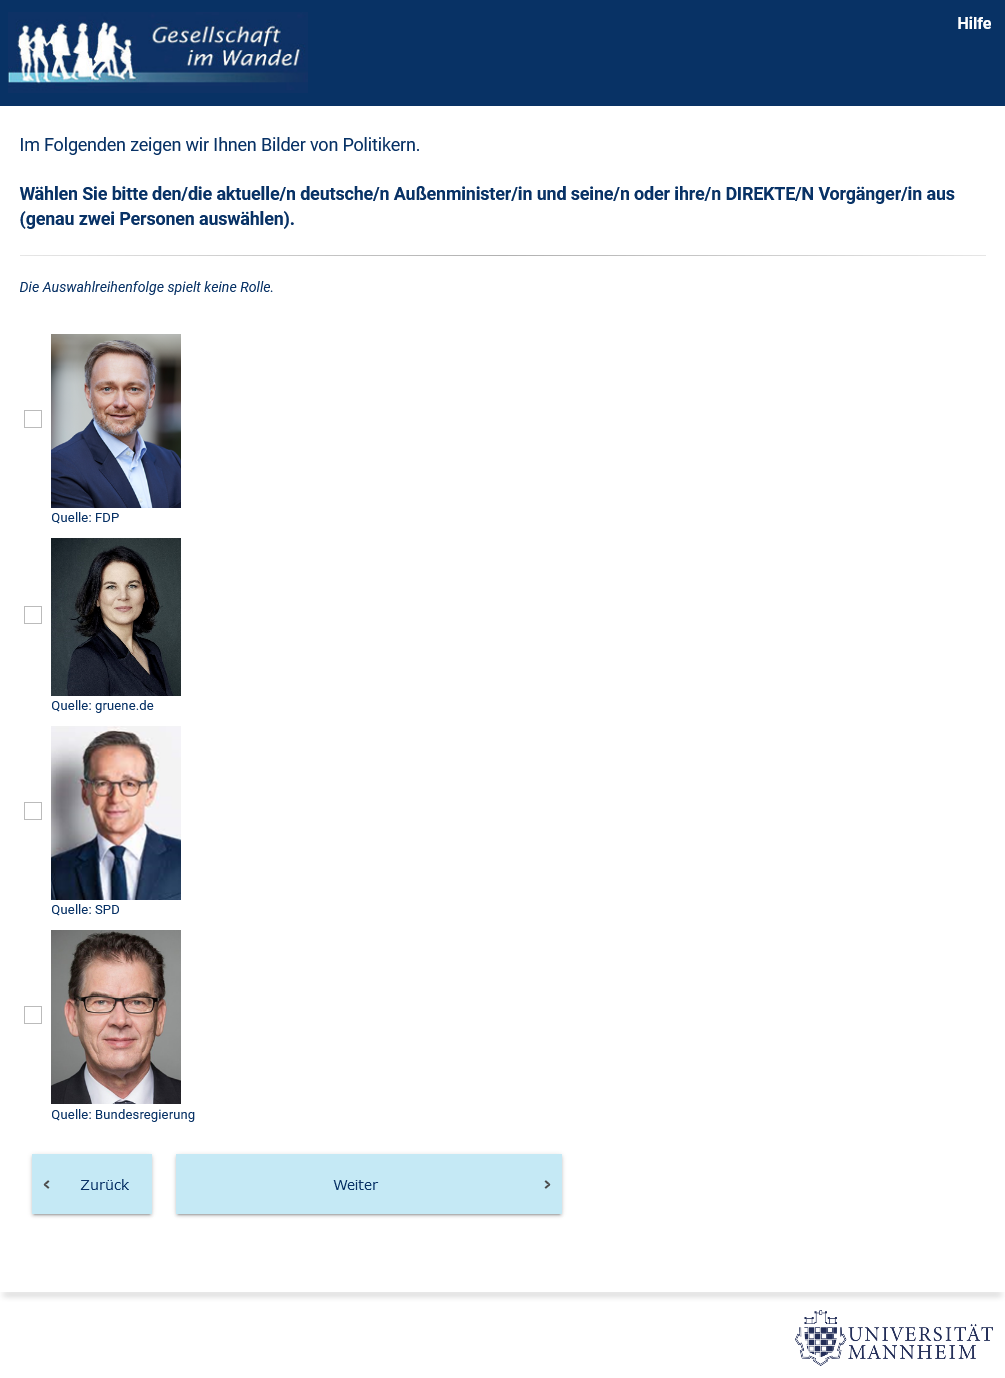 Gesellschaft
im Wandel
Hilfe
Im Folgenden zeigen wir Ihnen Bilder von Politikern.
Wählen Sie bitte den/die aktuelle/n deutsche/n Außenminister/in und seine/n oder ihre/n DIREKTE/N Vorgänger/in aus
(genau zwei Personen auswählen).
Die Auswahlreihenfolge spielt keine Rolle.
Quelle: FDP
Quelle: gruene.de
Quelle: SPD
Quelle: Bundesregierung
Zurück
Weiter
UNIVERSITÄT
MANNHEIM